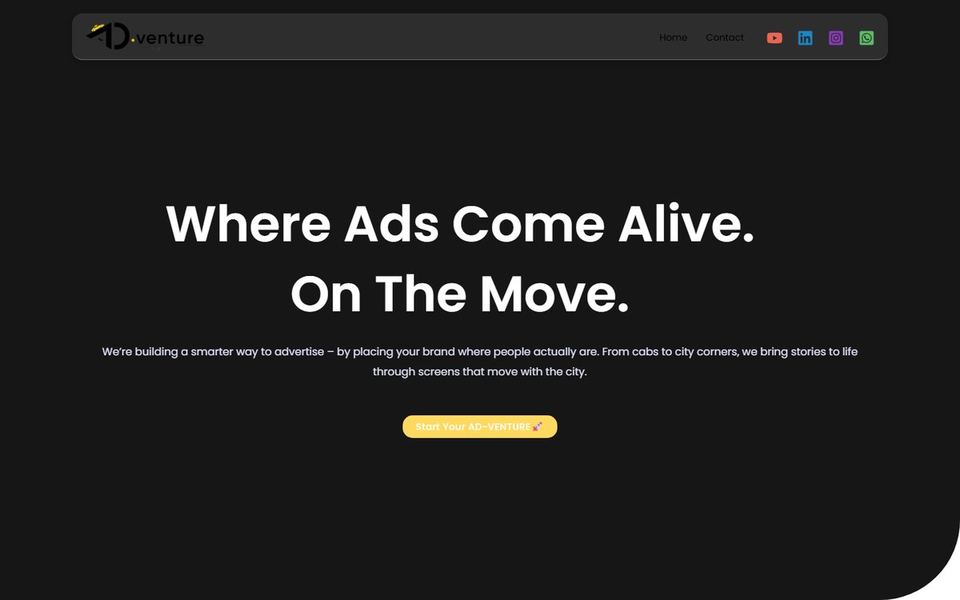 AD.venture
Home Contact
Where Ads Come Alive.
On The Move.
We're building a smarter way to advertise – by placing your brand where people actually are. From cabs to city corners, we bring stories to life
through screens that move with the city.
Start Your AD-VENTURE🚀